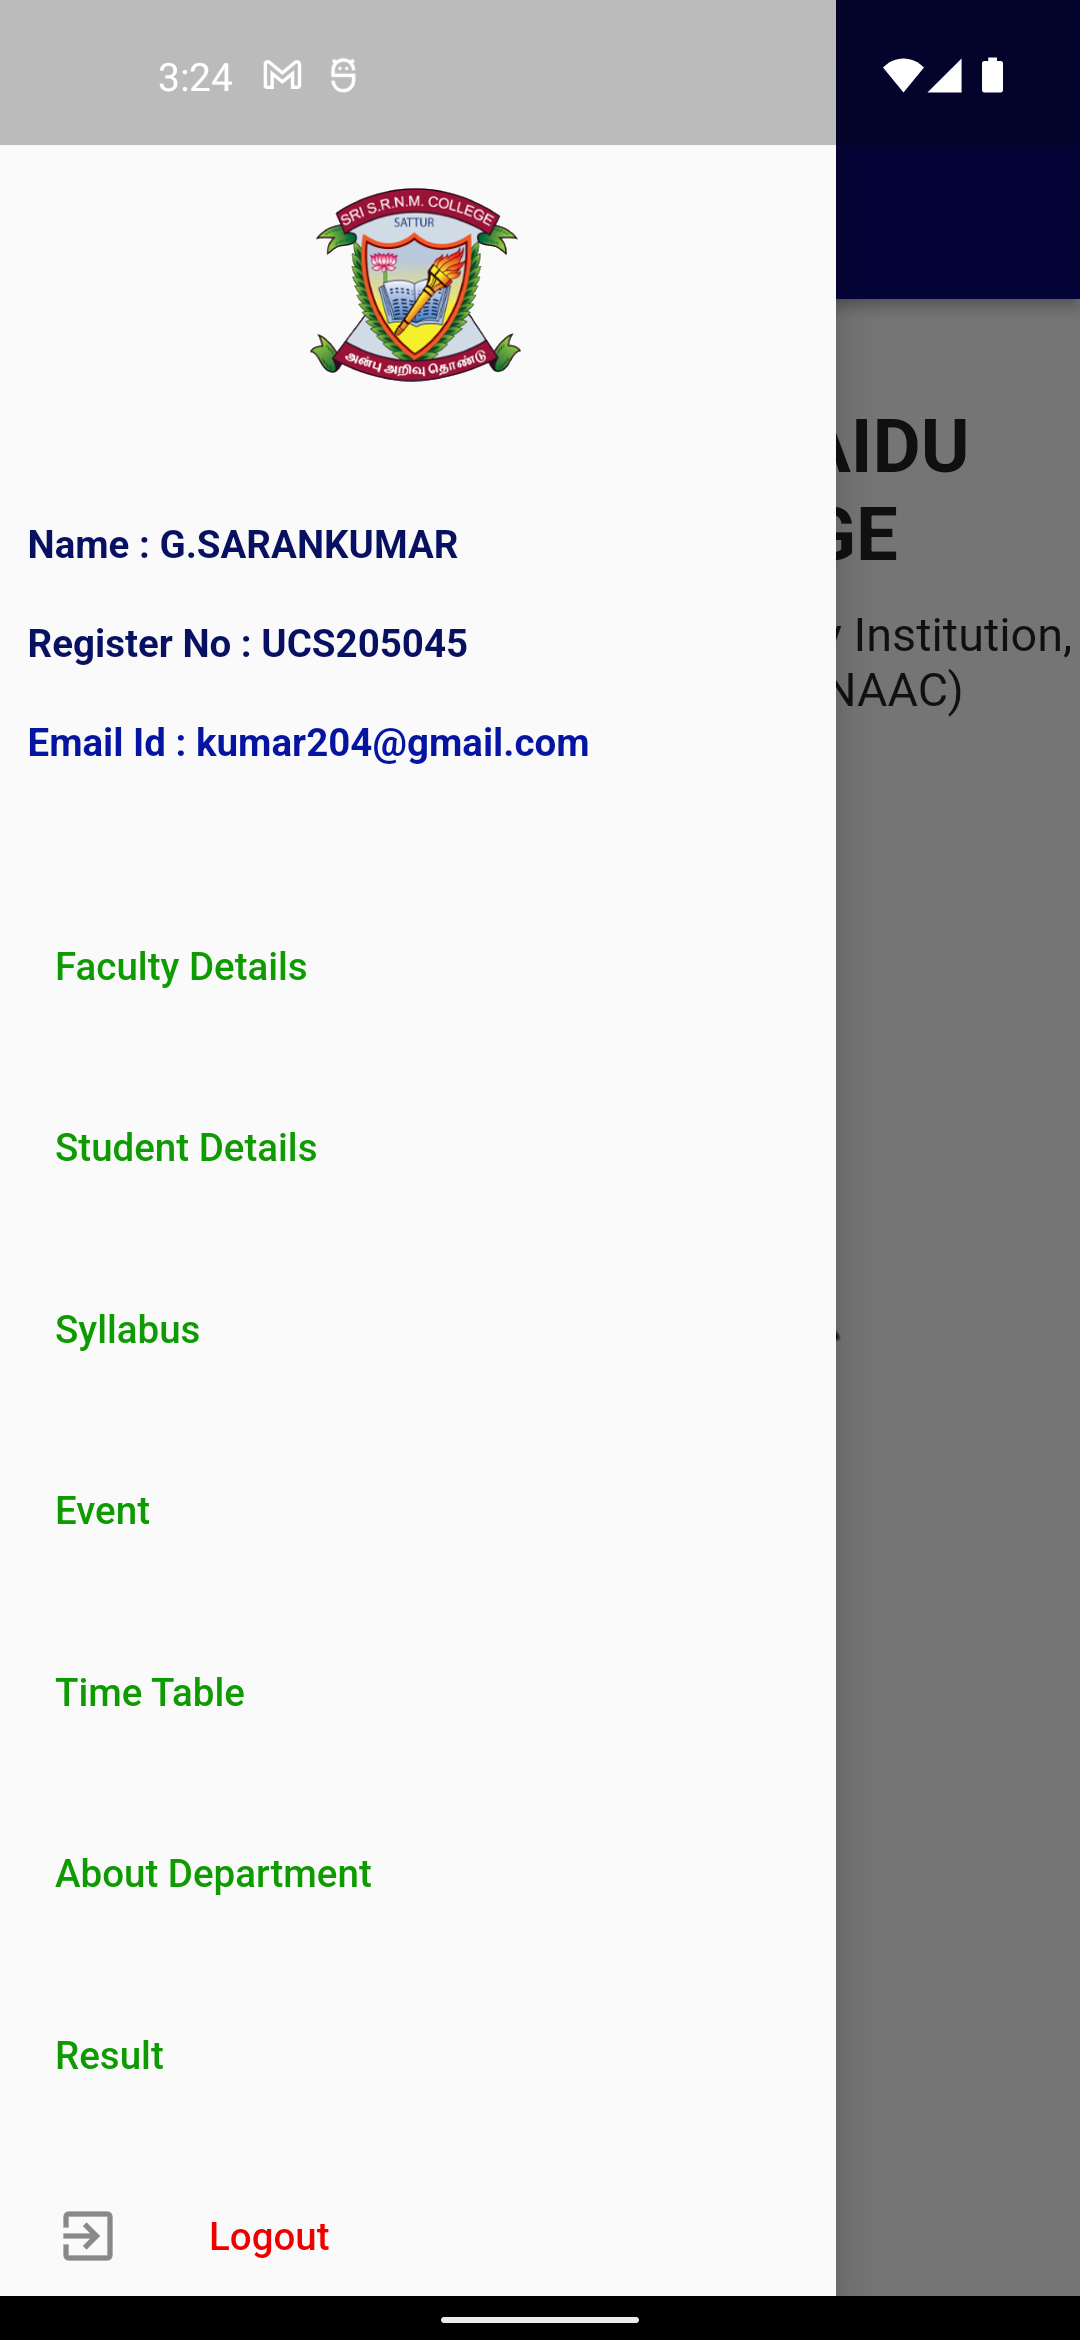 3:24
SRI S.R.N.M. COLLEGE
SATTUR
அன்பு அறிவு தொண்டு
Name : G.SARANKUMAR
Register No : UCS205045
Email Id : kumar204@gmail.com
Faculty Details
Student Details
Syllabus
Event
Time Table
About Department
Result
Logout
AIDU
GE
Institution,
NAAC)